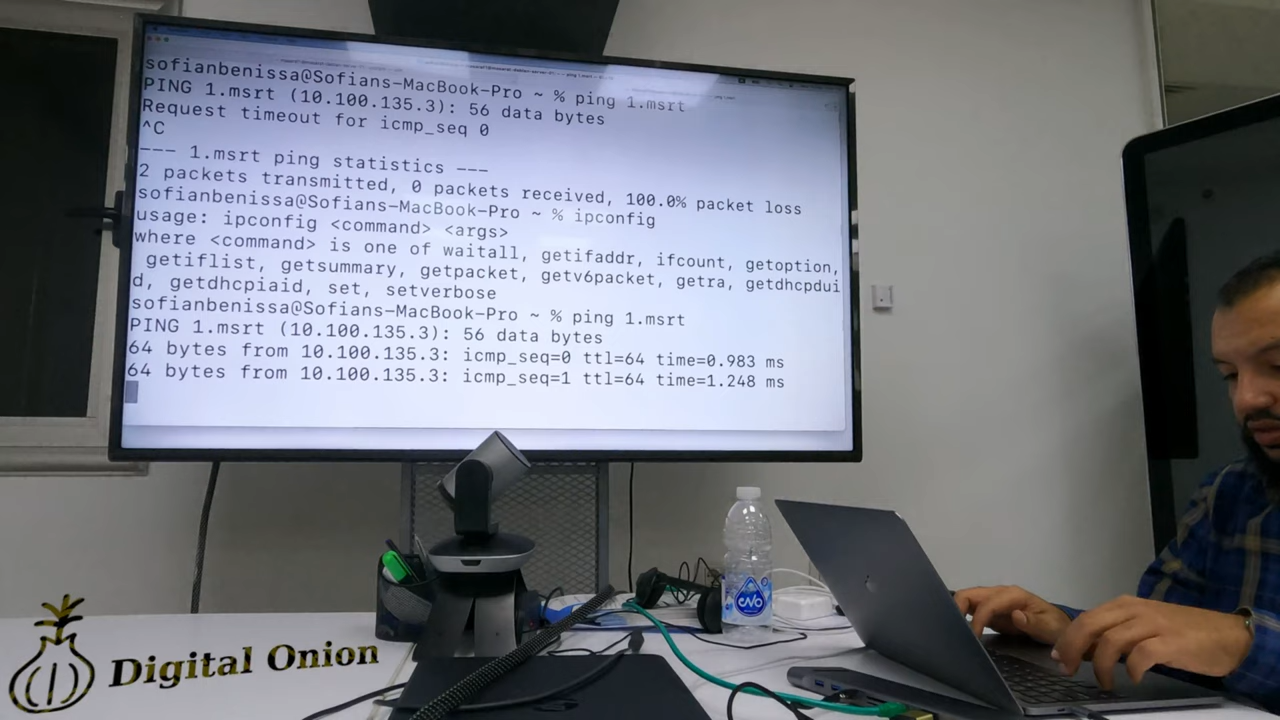 sofianbenissa@Sofians-MacBook-Pro ~ % ping 1.msrt
PING 1.msrt (10.100.135.3): 56 data bytes
Request timeout for icmp_seq 0
^C
--- 1.msrt ping statistics ---
2 packets transmitted, 0 packets received, 100.0% packet loss
sofianbenissa@Sofians-MacBook-Pro ~ % ipconfig
usage: ipconfig <command> <args>
where <command> is one of waitall, getifaddr, ifcount, getoption,
getiflist, getsummary, getpacket, getv6packet, getra, getdhcpdui
d, getdhcpiaid, set, setverbose
sofianbenissa@Sofians-MacBook-Pro ~ % ping 1.msrt
PING 1.msrt (10.100.135.3): 56 data bytes
64 bytes from 10.100.135.3: icmp_seq=0 ttl=64 time=0.983 ms
64 bytes from 10.100.135.3: icmp_seq=1 ttl=64 time=1.248 ms
Digital Onion